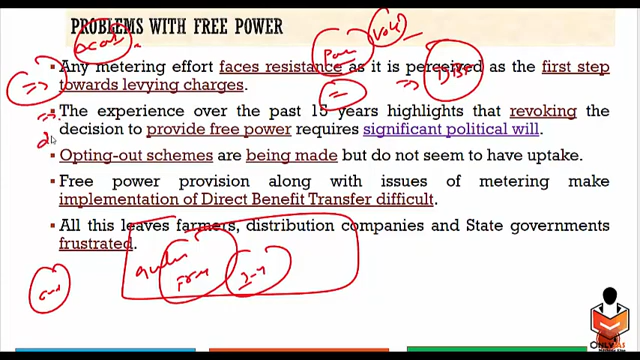 PROBLEMS WITH FREE POWER
Any metering effort faces resistance as it is perceived as the first step
towards levying charges.
The experience over the past 15 years highlights that revoking the
decision to provide free power requires significant political will.
Opting-out schemes are being made but do not seem to have uptake.
Free power provision along with issues of metering make
implementation of Direct Benefit Transfer difficult.
All this leaves farmers, distribution companies and State governments
frustrated.